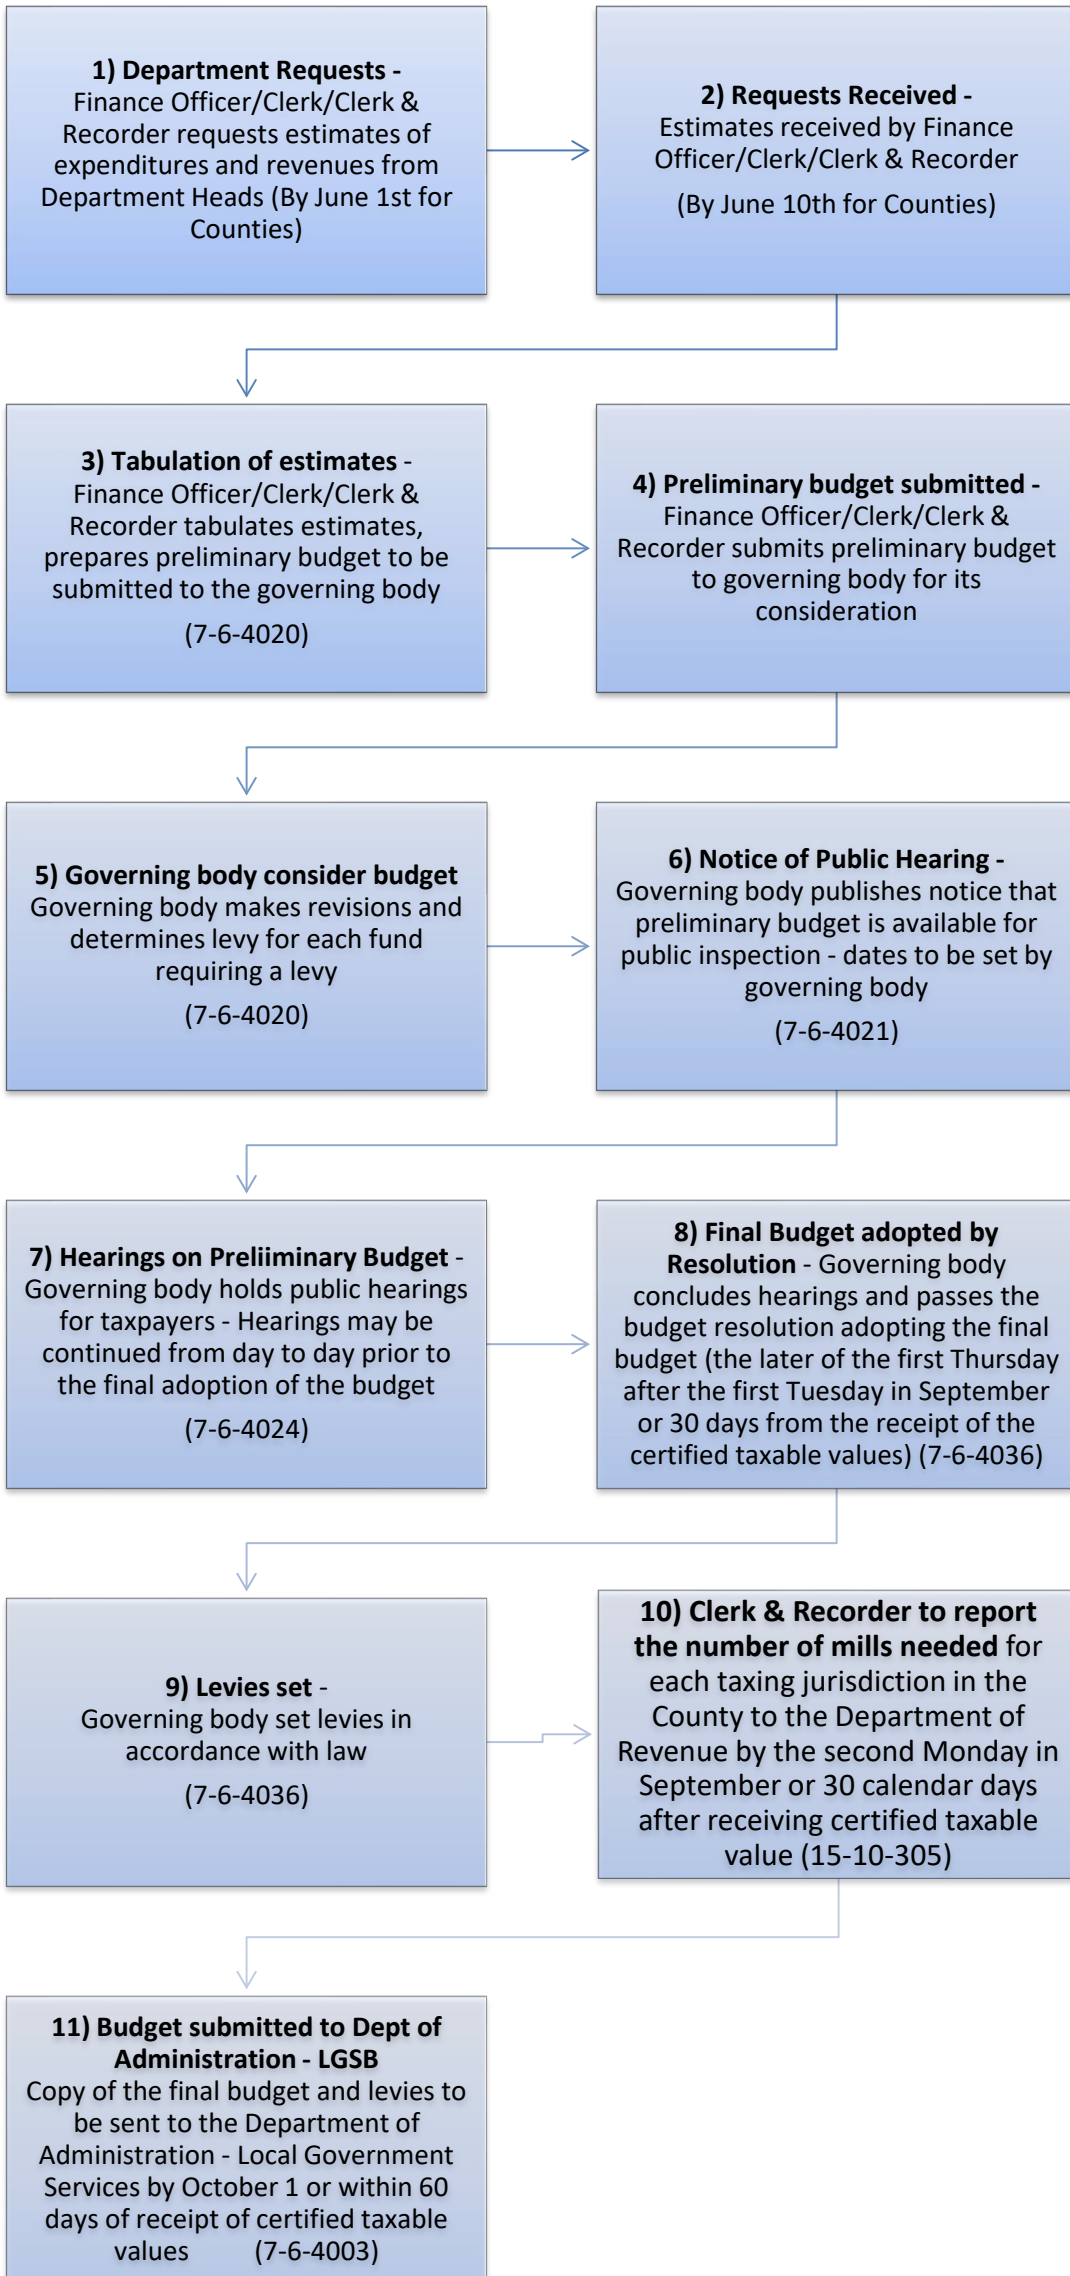 1) Department Requests -
Finance Officer/Clerk/Clerk &
Recorder requests estimates of
expenditures and revenues from
Department Heads (By June 1st for
Counties)
2) Requests Received -
Estimates received by Finance
Officer/Clerk/Clerk & Recorder
(By June 10th for Counties)
3) Tabulation of estimates -
Finance Officer/Clerk/Clerk &
Recorder tabulates estimates,
prepares preliminary budget to be
submitted to the governing body
(7-6-4020)
4) Preliminary budget submitted -
Finance Officer/Clerk/Clerk &
Recorder submits preliminary budget
to governing body for its
consideration
5) Governing body consider budget
Governing body makes revisions and
determines levy for each fund
requiring a levy
(7-6-4020)
6) Notice of Public Hearing -
Governing body publishes notice that
preliminary budget is available for
public inspection - dates to be set by
governing body
(7-6-4021)
7) Hearings on Preliiminary Budget -
Governing body holds public hearings
for taxpayers - Hearings may be
continued from day to day prior to
the final adoption of the budget
(7-6-4024)
8) Final Budget adopted by
Resolution - Governing body
concludes hearings and passes the
budget resolution adopting the final
budget (the later of the first Thursday
after the first Tuesday in September
or 30 days from the receipt of the
certified taxable values) (7-6-4036)
9) Levies set -
Governing body set levies in
accordance with law
(7-6-4036)
10) Clerk & Recorder to report
the number of mills needed for
each taxing jurisdiction in the
County to the Department of
Revenue by the second Monday in
September or 30 calendar days
after receiving certified taxable
value (15-10-305)
11) Budget submitted to Dept of
Administration - LGSB
Copy of the final budget and levies to
be sent to the Department of
Administration - Local Government
Services by October 1 or within 60
days of receipt of certified taxable
values (7-6-4003)